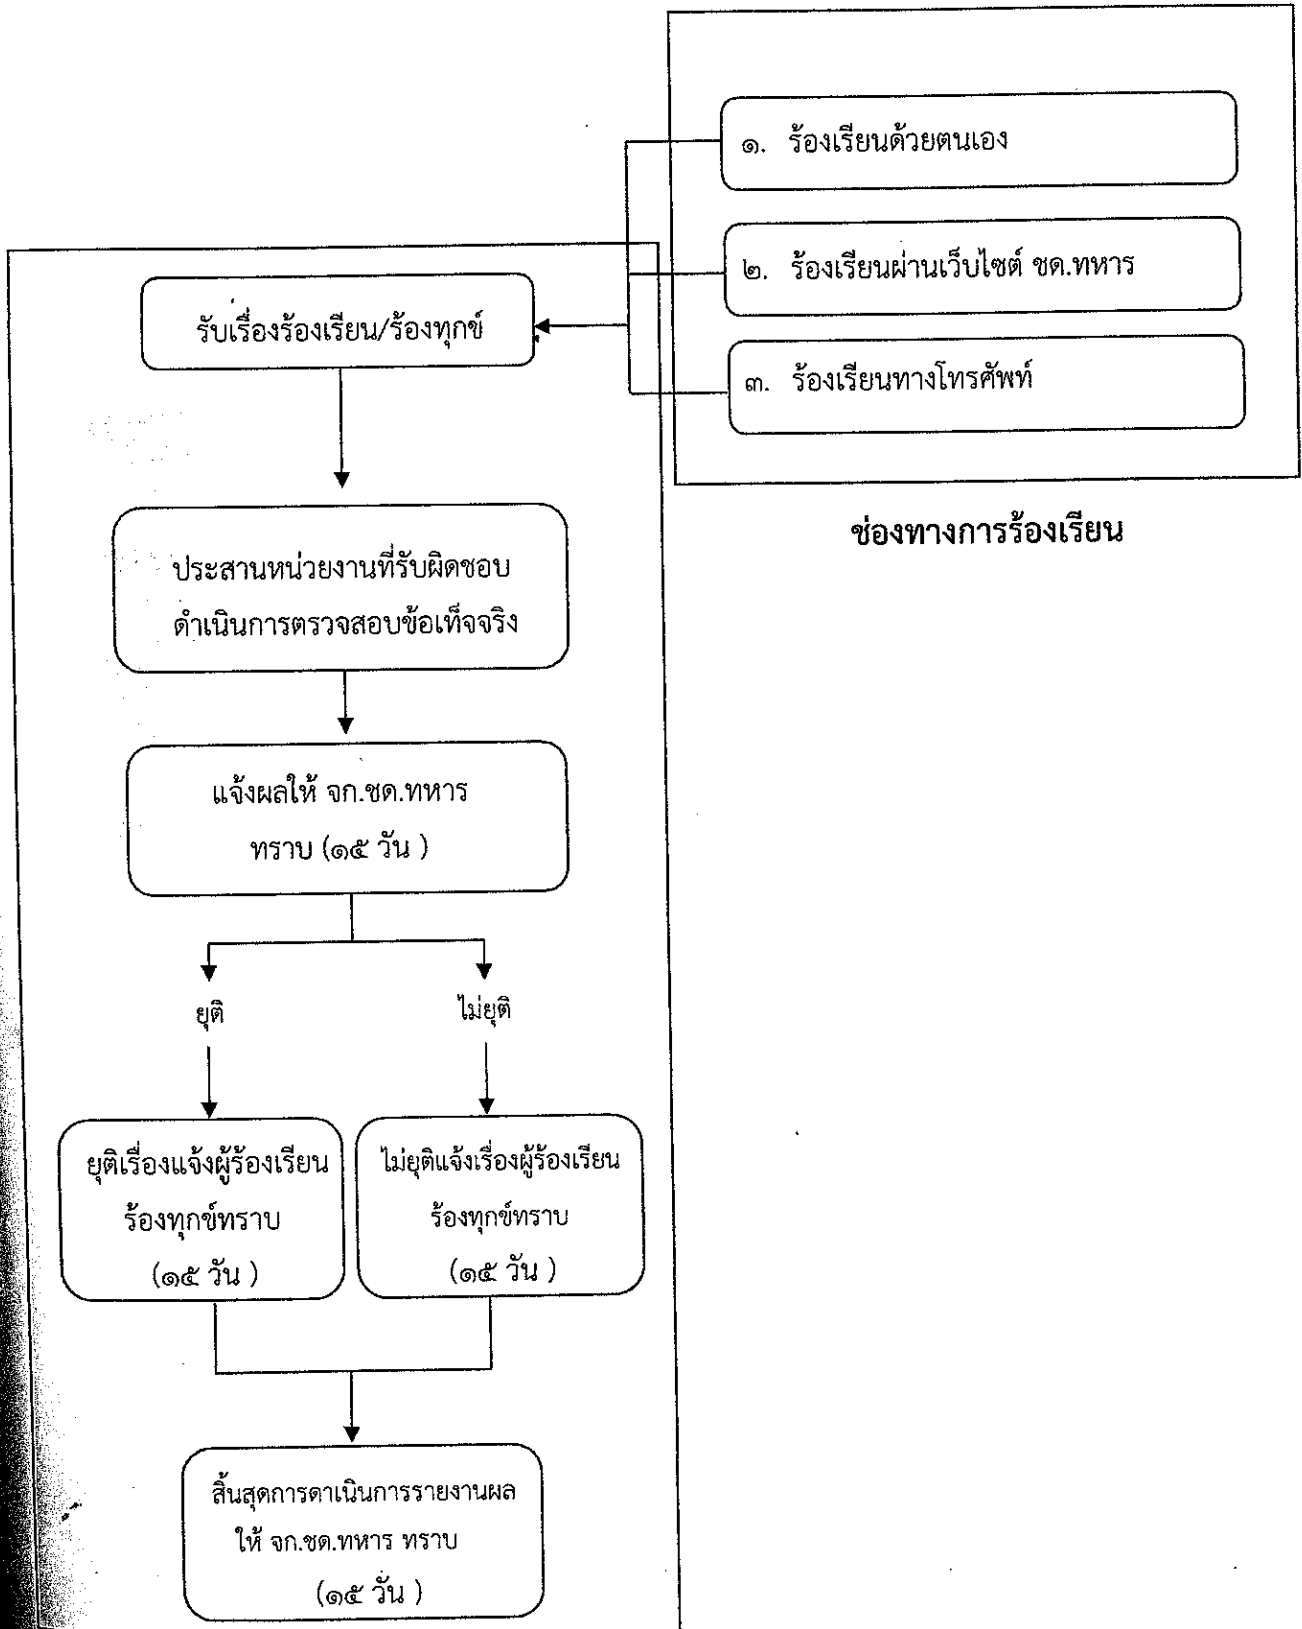 ๑. ร้องเรียนด้วยตนเอง
๒. ร้องเรียนผ่านเว็บไซต์ ชด.ทหาร
๓. ร้องเรียนทางโทรศัพท์
ช่องทางการร้องเรียน
รับเรื่องร้องเรียน/ร้องทุกข์
ประสานหน่วยงานที่รับผิดชอบ
ดำเนินการตรวจสอบข้อเท็จจริง
แจ้งผลให้ จก.ชด.ทหาร
ทราบ (๑๕ วัน )
ยุติ
ไม่ยุติ
ยุติเรื่องแจ้งผู้ร้องเรียน
ร้องทุกข์ทราบ
(๑๕ วัน )
ไม่ยุติแจ้งเรื่องผู้ร้องเรียน
ร้องทุกข์ทราบ
(๑๕ วัน )
สิ้นสุดการดาเนินการรายงานผล
ให้ จก.ชด.ทหาร ทราบ
(๑๕ วัน )